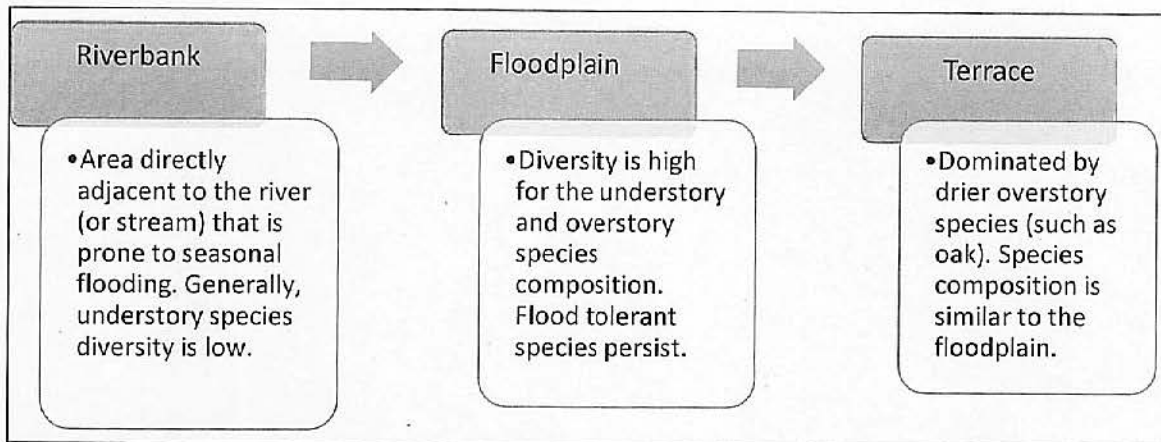 Riverbank
•Area directly
adjacent to the river
(or stream) that is
prone to seasonal
flooding. Generally,
understory species
diversity is low.
Floodplain
•Diversity is high
for the understory
and overstory
species
composition.
Flood tolerant
species persist.
Terrace
•Dominated by
drier overstory
species (such as
oak). Species
composition is
similar to the
floodplain.